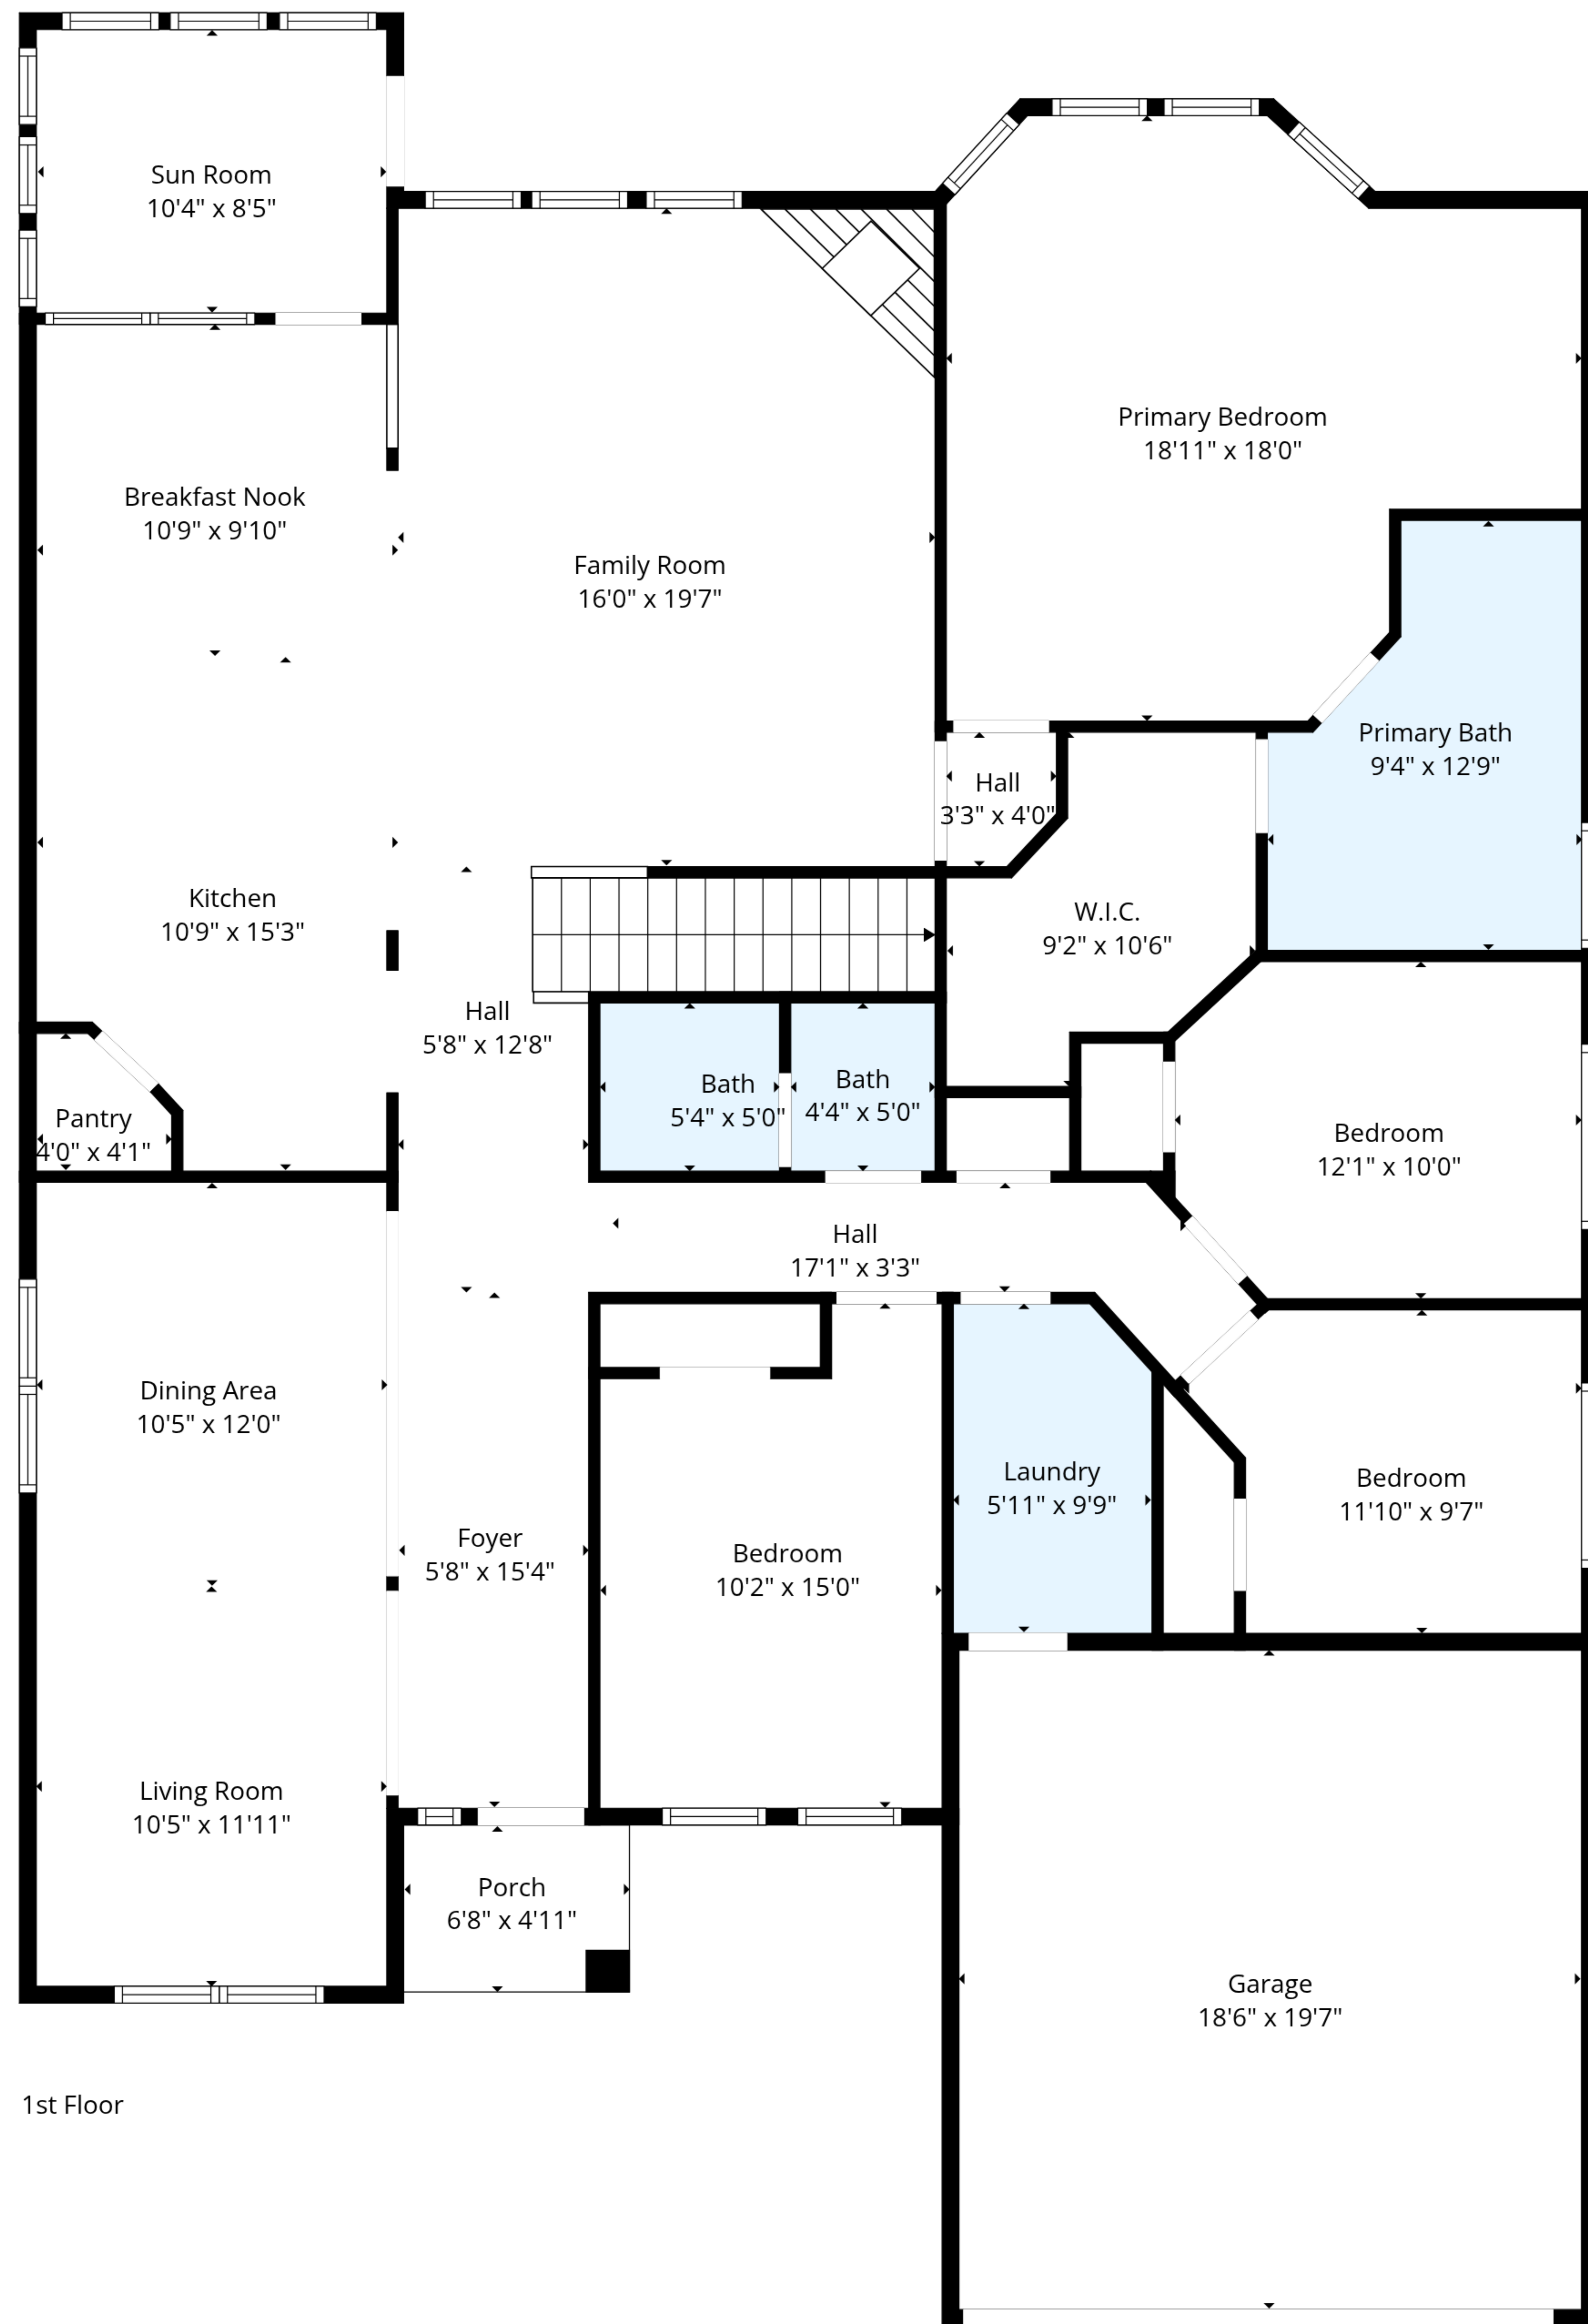 Sun Room
10'4" x 8'5"
Primary Bedroom
18'11" x 18'0"
Breakfast Nook
10'9" x 9'10"
Family Room
16'0" x 19'7"
Primary Bath
9'4" x 12'9"
Hall
3'3" x 4'0"
Kitchen
10'9" x 15'3"
W.I.C.
9'2" x 10'6"
Hall
5'8" x 12'8"
Bath
5'4" x 5'0"
Bath
4'4" x 5'0"
Pantry
4'0" x 4'1"
Bedroom
12'1" x 10'0"
Hall
17'1" x 3'3"
Dining Area
10'5" x 12'0"
Laundry
5'11" x 9'9"
Bedroom
11'10" x 9'7"
Foyer
5'8" x 15'4"
Bedroom
10'2" x 15'0"
Living Room
10'5" x 11'11"
Porch
6'8" x 4'11"
Garage
18'6" x 19'7"
1st Floor